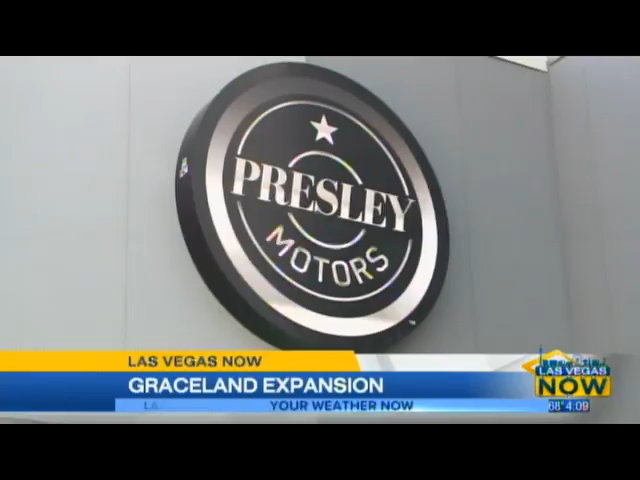 PRESLEY
MOTORS
LAS VEGAS NOW
GRACELAND EXPANSION
YOUR WEATHER NOW
LAS VEGAS
NOW
68° 4:09